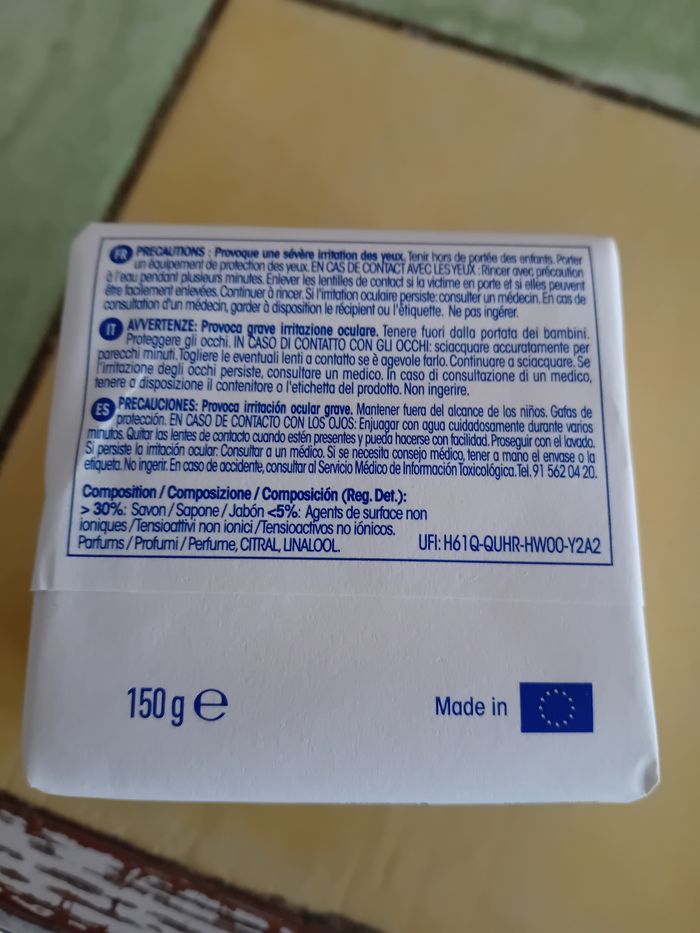 FR PRECAUTIONS : Provoque une sévère irritation des yeux. Tenir hors de portée des enfants. Porter
un équipement de protection des yeux. EN CAS DE CONTACT AVEC LES YEUX : Rincer avec précaution
à l'eau pendant plusieurs minutes. Enlever les lentilles de contact si la victime en porte et si elles peuvent
être facilement enlevées. Continuer à rincer. Si l'irritation oculaire persiste: consulter un médecin. En cas de
consultation d'un médecin, garder à disposition le récipient ou l'étiquette. Ne pas ingérer.
IT AVVERTENZE: Provoca grave irritazione oculare. Tenere fuori dalla portata dei bambini.
Proteggere gli occhi. IN CASO DI CONTATTO CON GLI OCCHI: sciacquare accuratamente per
parecchi minuti. Togliere le eventuali lenti a contatto se è agevole farlo. Continuare a sciacquare. Se
l'irritazione degli occhi persiste, consultare un medico. In caso di consultazione di un medico,
tenere a disposizione il contenitore o l'etichetta del prodotto. Non ingerire.
ES PRECAUCIONES: Provoca irritación ocular grave. Mantener fuera del alcance de los niños. Gafas de
protección. EN CASO DE CONTACTO CON LOS OJOS: Enjuagar con agua cuidadosamente durante varios
minutos. Quitar las lentes de contacto cuando estén presentes y pueda hacerse con facilidad. Proseguir con el lavado.
Si persiste la irritación ocular: Consultar a un médico. Si se necesita consejo médico, tener a mano el envase o la
etiqueta. No ingerir. En caso de accidente, consultar al Servicio Médico de Información Toxicológica. Tel. 91 562 04 20.
Composition / Composizione / Composición (Reg. Det.):
> 30%: Savon / Sapone / Jabón <5%: Agents de surface non
ioniques /Tensioattivi non ionici /Tensioactivos no iónicos.
Parfums / Profumi / Perfume, CITRAL, LINALOOL. UFI: H61Q-QUHR-HW00-Y2A2
150 g ℮ Made in